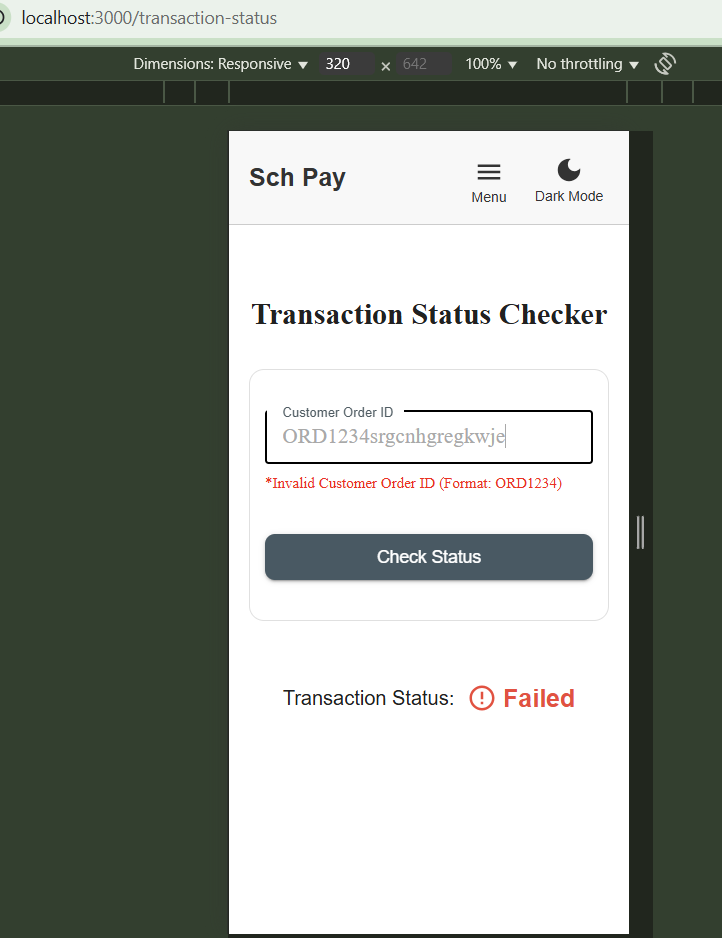 localhost:3000/transaction-status
Dimensions: Responsive ▼ 320 × 642 100% ▼ No throttling ▼
Sch Pay
Menu
Dark Mode
Transaction Status Checker
Customer Order ID
ORD1234srgcnhgregkwje
*Invalid Customer Order ID (Format: ORD1234)
Check Status
Transaction Status: Failed